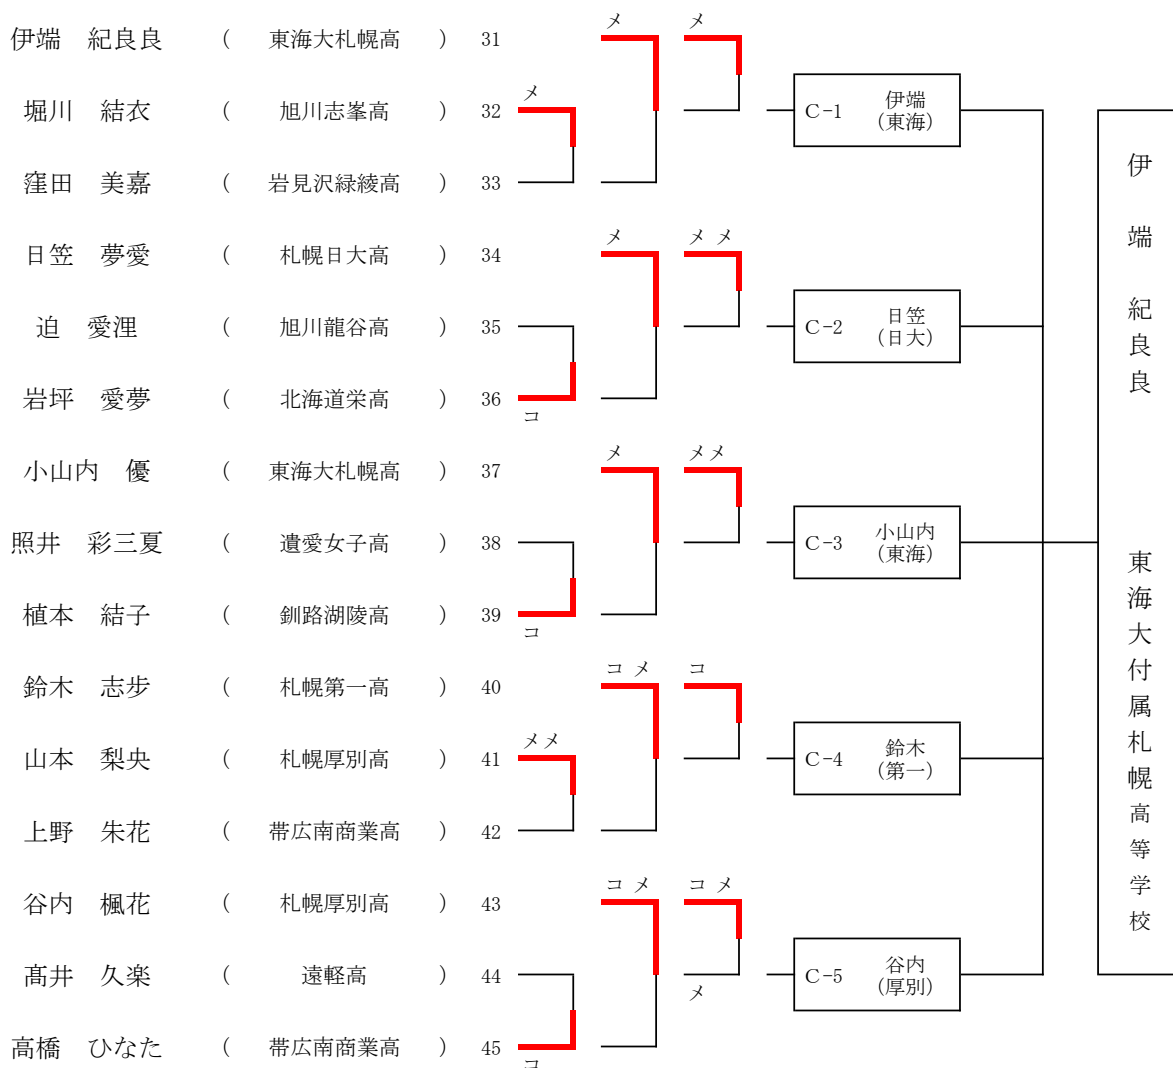 伊端　紀良良　(　東海大札幌高　)　31
堀川　結衣　(　旭川志峯高　)　32
窪田　美嘉　(　岩見沢緑綾高　)　33
日笠　夢愛　(　札幌日大高　)　34
迫　愛浬　(　旭川龍谷高　)　35
岩坪　愛夢　(　北海道栄高　)　36
小山内　優　(　東海大札幌高　)　37
照井　彩三夏　(　遺愛女子高　)　38
植本　結子　(　釧路湖陵高　)　39
鈴木　志歩　(　札幌第一高　)　40
山本　梨央　(　札幌厚別高　)　41
上野　朱花　(　帯広南商業高　)　42
谷内　楓花　(　札幌厚別高　)　43
髙井　久楽　(　遠軽高　)　44
高橋　ひなた　(　帯広南商業高　)　45
メ
コ
コ
メメ
コ
メ
メ
メ
コ メ
コ メ
メ
メ メ
メメ
コ
コ メ
メ
C-1 伊端
(東海)
C-2 日笠
(日大)
C-3 小山内
(東海)
C-4 鈴木
(第一)
C-5 谷内
(厚別)
伊端紀良良
東海大付属札幌高等学校